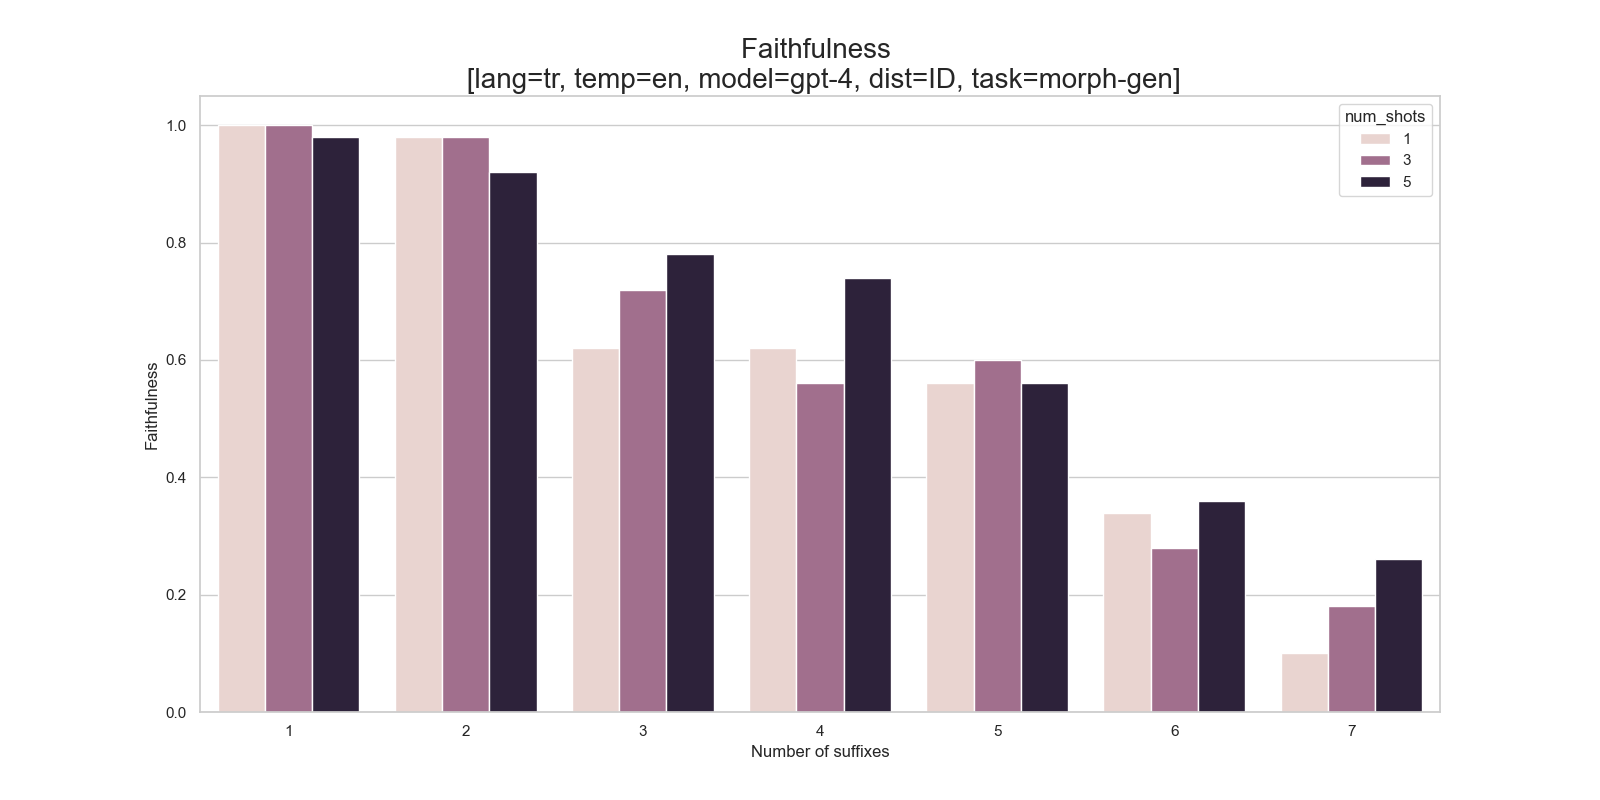 Faithfulness
[lang=tr, temp=en, model=gpt-4, dist=ID, task=morph-gen]
num_shots
1
3
5
Faithfulness
1.0
0.8
0.6
0.4
0.2
0.0
1 2 3 4 5 6 7
Number of suffixes